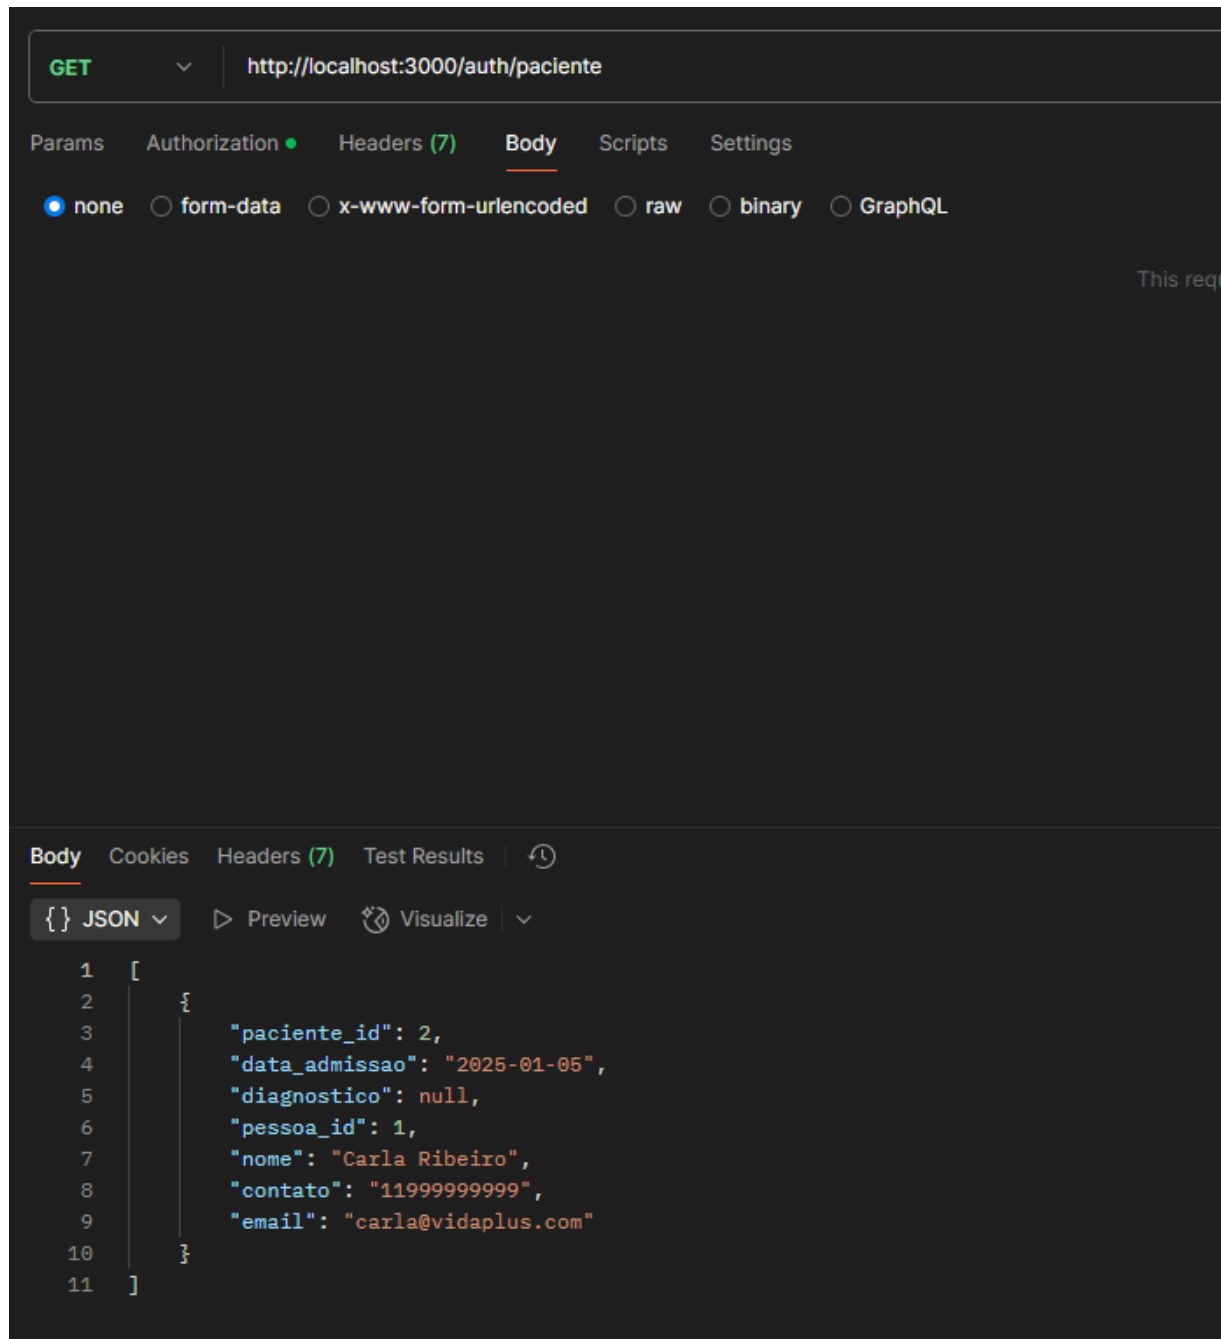 GET http://localhost:3000/auth/paciente
Params Authorization Headers (7) Body Scripts Settings
none form-data x-www-form-urlencoded raw binary GraphQL
This
Body Cookies Headers (7) Test Results
{} JSON Preview Visualize
1 [
2 {
3 "paciente_id": 2,
4 "data_admissao": "2025-01-05",
5 "diagnostico": null,
6 "pessoa_id": 1,
7 "nome": "Carla Ribeiro",
8 "contato": "11999999999",
9 "email": "carla@vidaplus.com"
10 }
11 ]